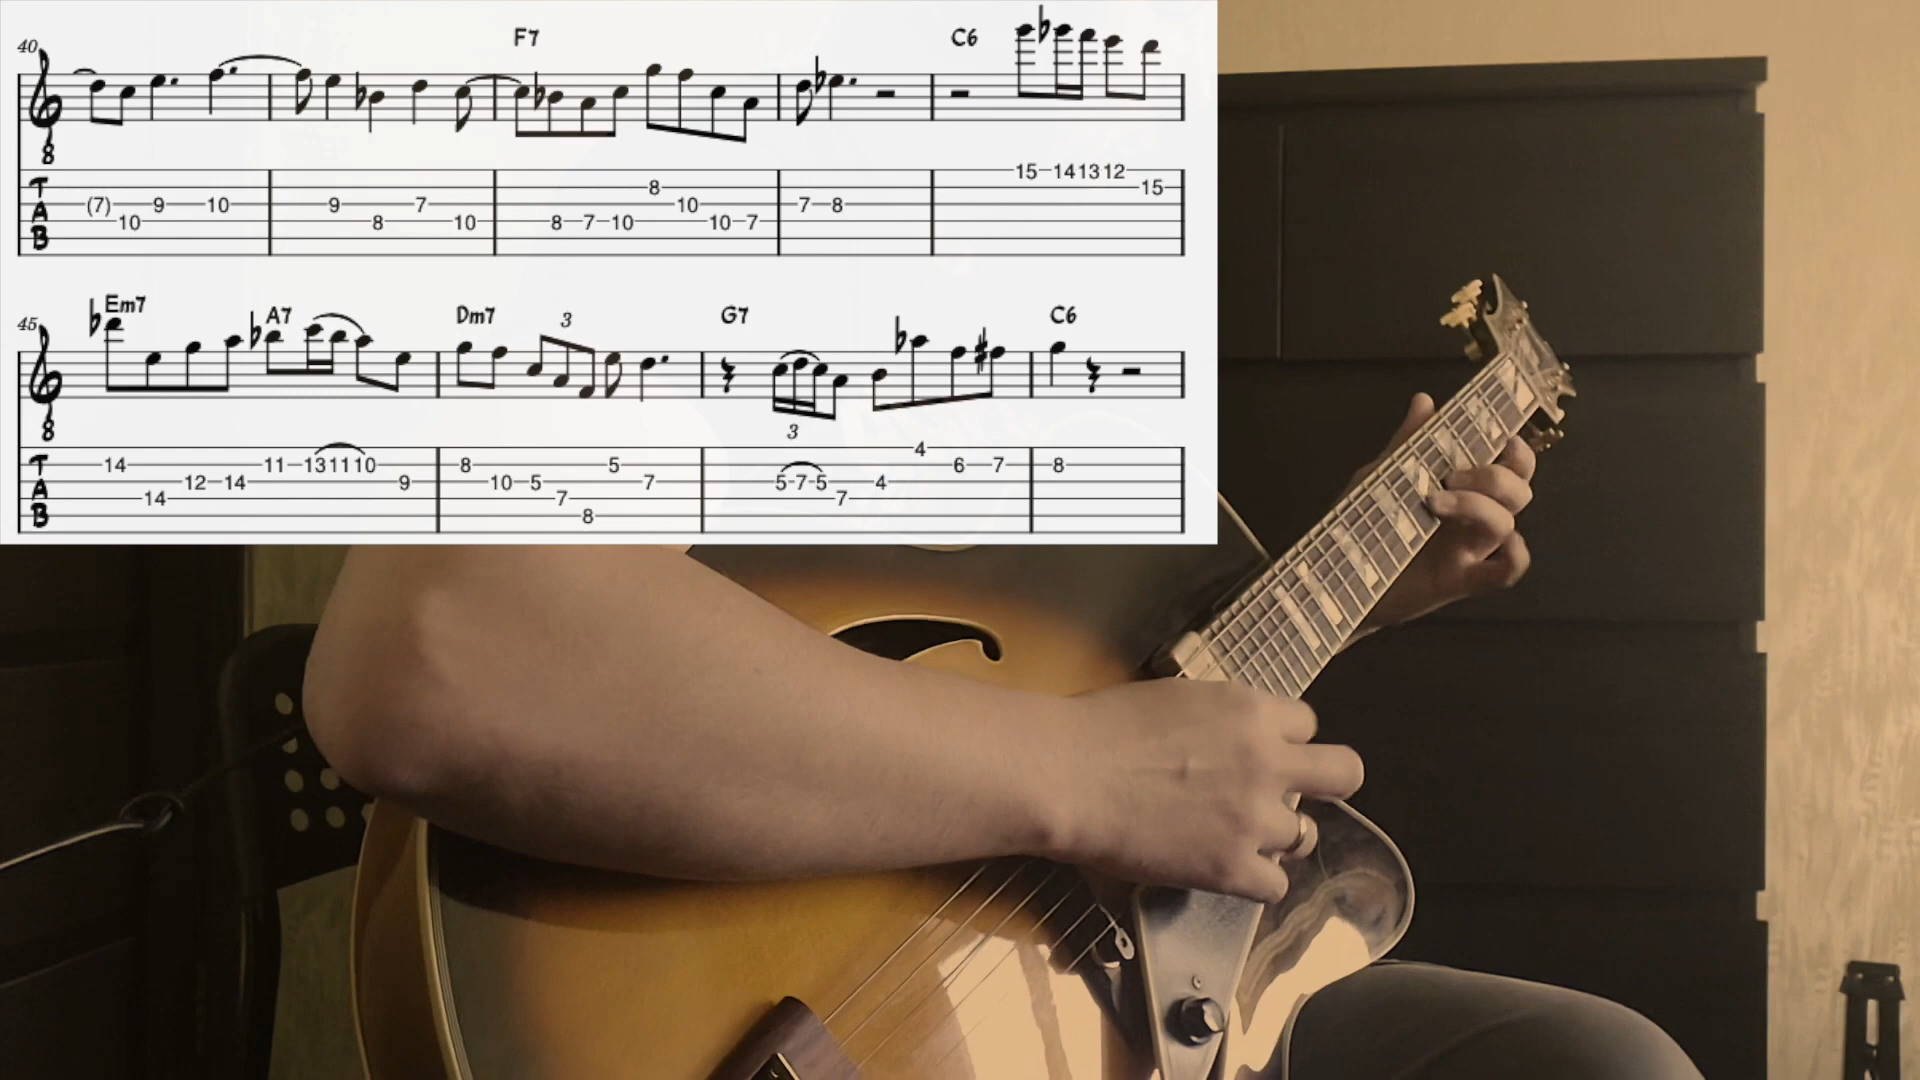 40 F7 C6
8
T A B (7) 10 9 10 9 8 7 10 8 7 10 8 10 10 7 7 8 15 14 13 12 15
45 Em7 A7 Dm7 3 G7 C6
8 3
T A B 14 14 12 14 11 13 11 10 9 8 10 5 7 8 5 7 5 7 5 7 4 4 6 7 8